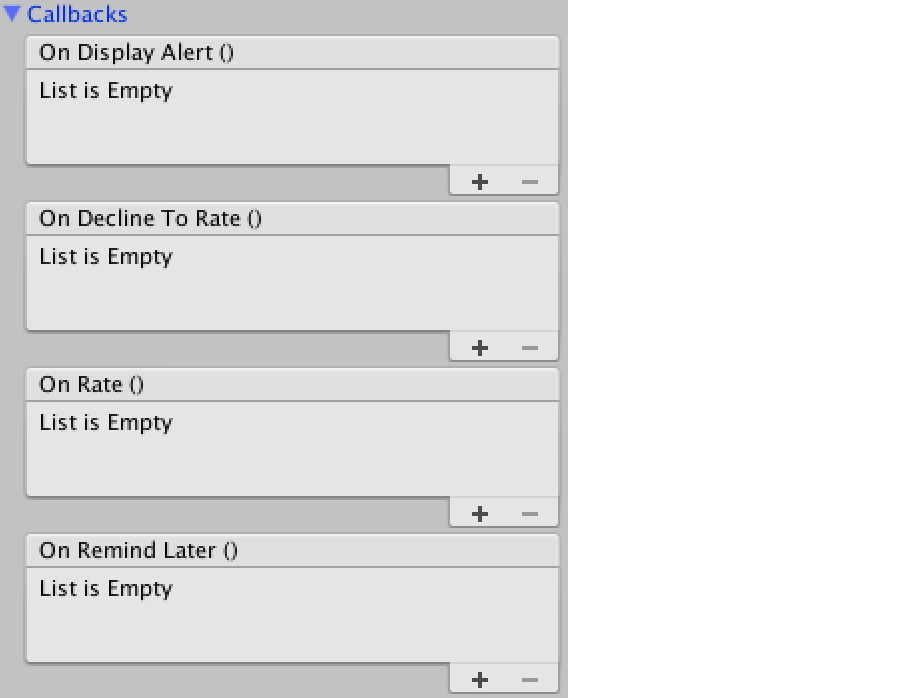 Callbacks
On Display Alert ()
List is Empty
On Decline To Rate ()
List is Empty
On Rate ()
List is Empty
On Remind Later ()
List is Empty